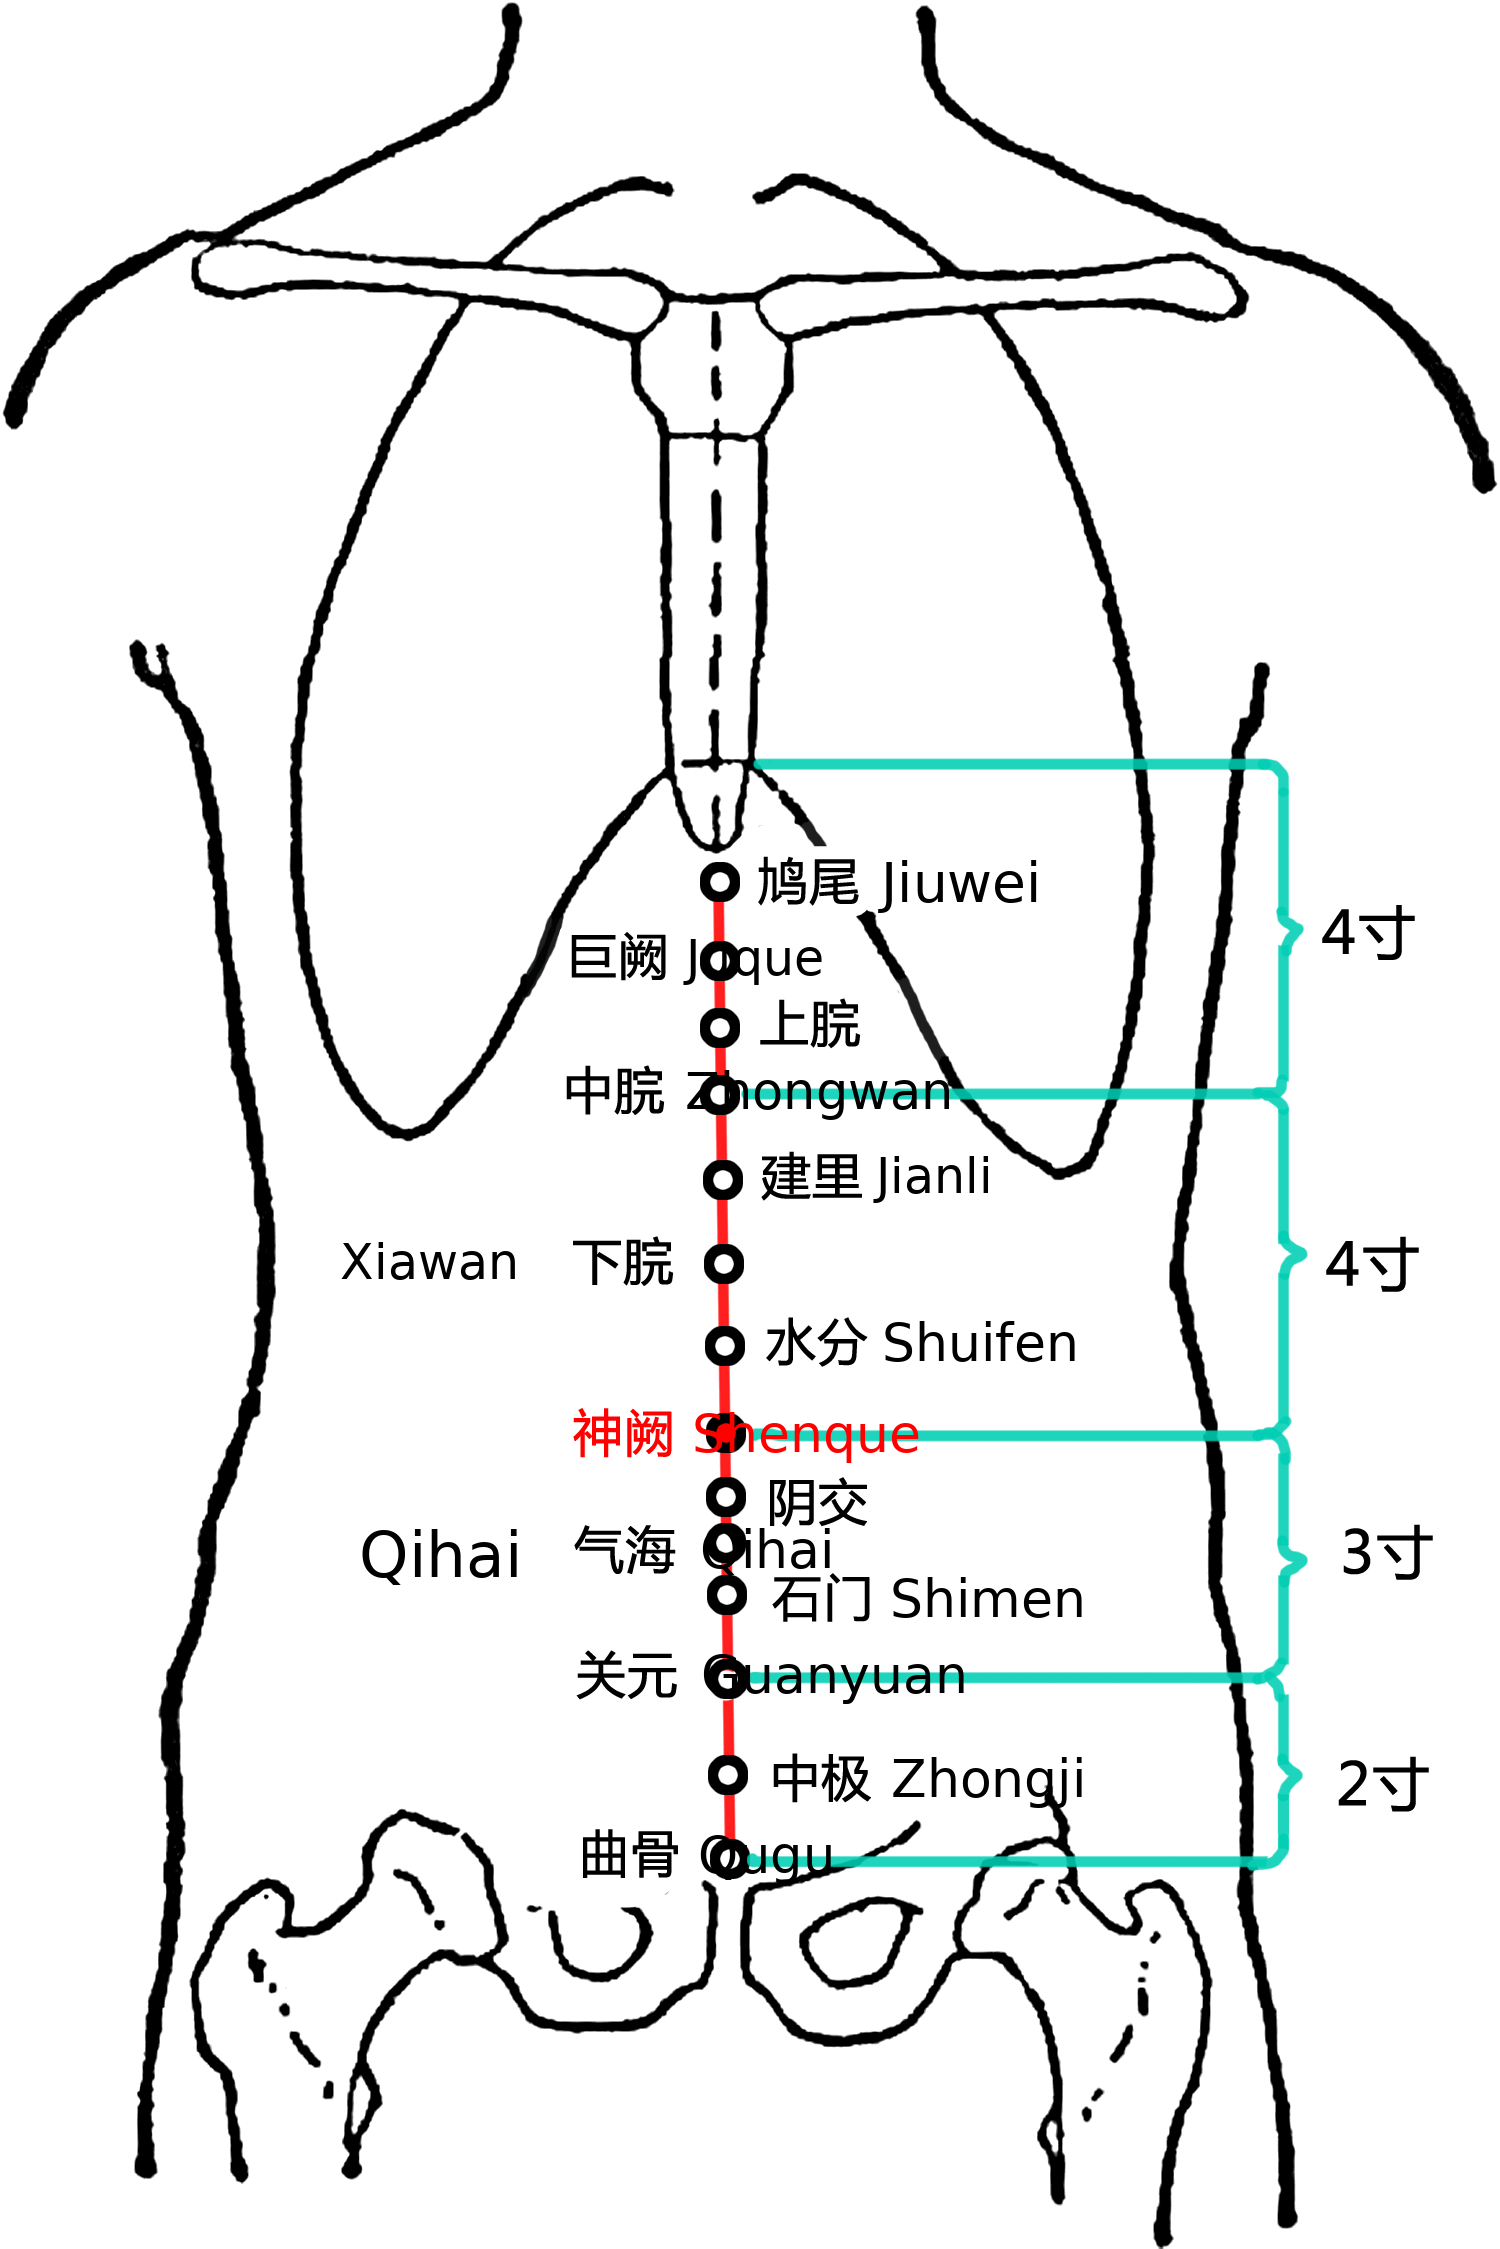 鸠尾 Jiuwei
4寸
巨阙 Juque
上脘
中脘 Zhongwan
建里 Jianli
Xiawan 下脘
4寸
水分 Shuifen
神阙 Shenque
阴交
Qihai 气海 Qihai
3寸
石门 Shimen
关元 Guanyuan
中极 Zhongji
2寸
曲骨 Qugu